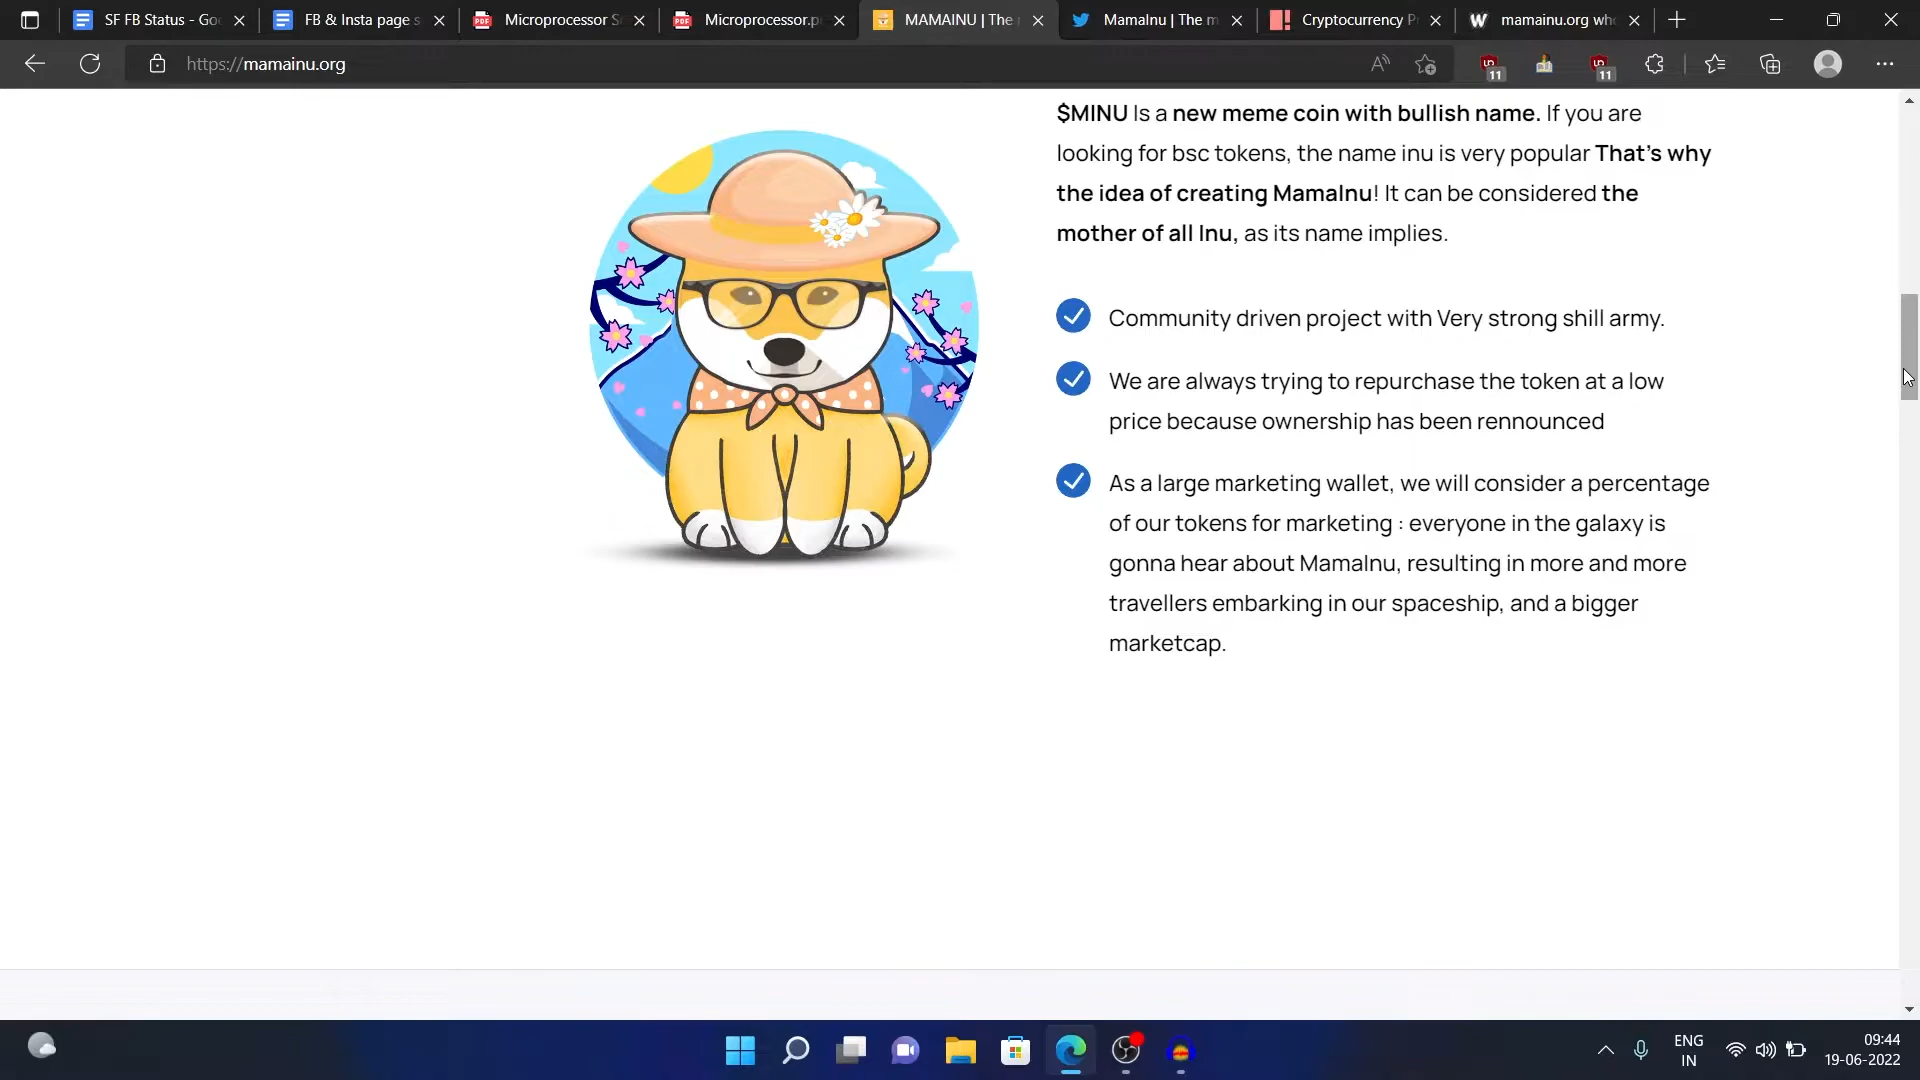 SF FB Status - Go
FB & Insta page s
Microprocessor S
Microprocessor.p
MAMAINU | The
MamaInu | The m
Cryptocurrency P
mamainu.org wh
https://mamainu.org
11
11
$MINU Is a new meme coin with bullish name. If you are
looking for bsc tokens, the name inu is very popular That's why
the idea of creating MamaInu! It can be considered the
mother of all Inu, as its name implies.
Community driven project with Very strong shill army.
We are always trying to repurchase the token at a low
price because ownership has been rennounced
As a large marketing wallet, we will consider a percentage
of our tokens for marketing : everyone in the galaxy is
gonna hear about MamaInu, resulting in more and more
travellers embarking in our spaceship, and a bigger
marketcap.
ENG
IN
09:44
19-06-2022